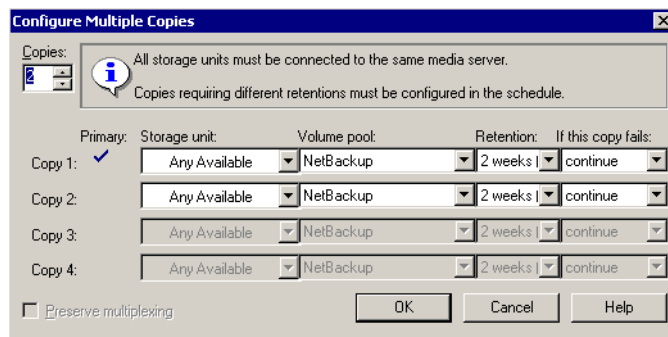 Configure Multiple Copies
Copies:
2
All storage units must be connected to the same media server.
Copies requiring different retentions must be configured in the schedule.
Primary: Storage unit: Volume pool: Retention: If this copy fails:
Copy 1: Any Available NetBackup 2 weeks continue
Copy 2: Any Available NetBackup 2 weeks continue
Copy 3: Any Available NetBackup 2 weeks continue
Copy 4: Any Available NetBackup 2 weeks continue
Preserve multiplexing OK Cancel Help